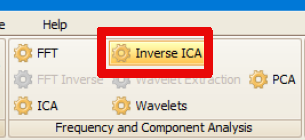 e Help
FFT Inverse ICA
FFT Inverse Wavelet Extraction PCA
ICA Wavelets
Frequency and Component Analysis